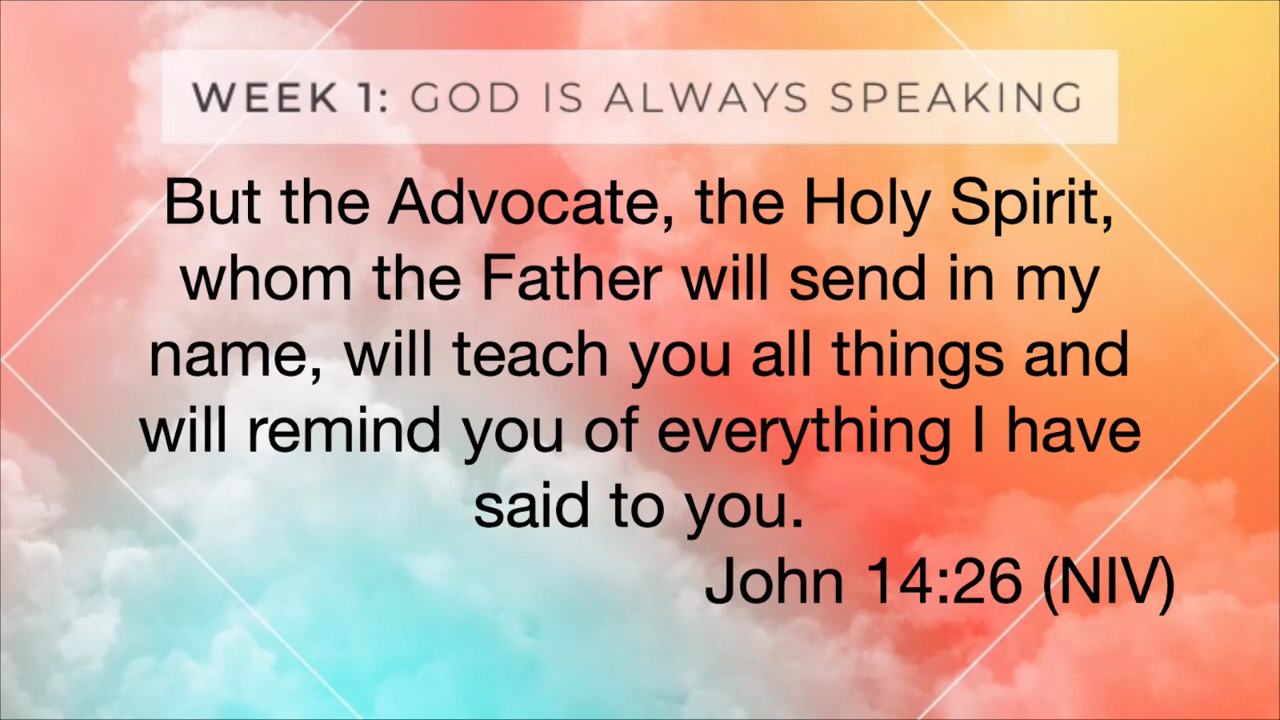 WEEK 1: GOD IS ALWAYS SPEAKING
But the Advocate, the Holy Spirit,
whom the Father will send in my
name, will teach you all things and
will remind you of everything I have
said to you.
John 14:26 (NIV)